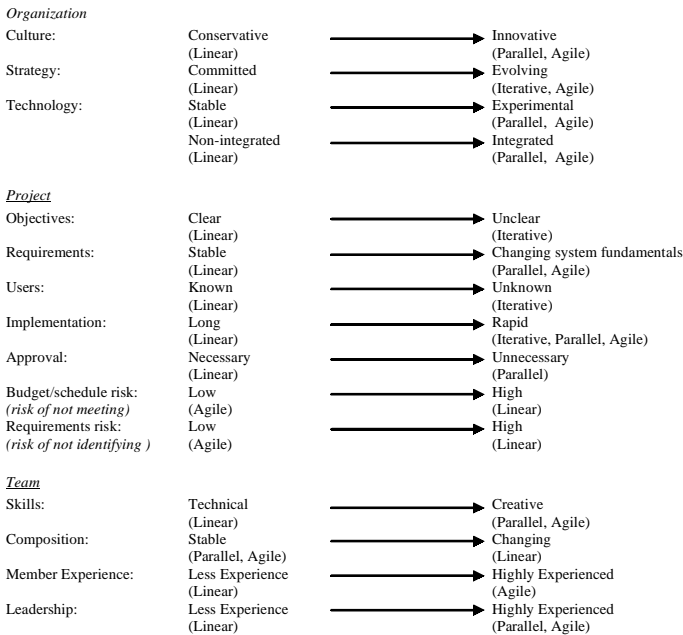 Organization
Culture: Conservative Innovative
(Linear) (Parallel, Agile)
Strategy: Committed Evolving
(Linear) (Iterative, Agile)
Technology: Stable Experimental
(Linear) (Parallel, Agile)
Non-integrated Integrated
(Linear) (Parallel, Agile)
Project
Objectives: Clear Unclear
(Linear) (Iterative)
Requirements: Stable Changing system fundamentals
(Linear) (Parallel, Agile)
Users: Known Unknown
(Linear) (Iterative)
Implementation: Long Rapid
(Linear) (Iterative, Parallel, Agile)
Approval: Necessary Unnecessary
(Linear) (Parallel)
Budget/schedule risk: Low High
(risk of not meeting) (Agile) (Linear)
Requirements risk: Low High
(risk of not identifying ) (Agile) (Linear)
Team
Skills: Technical Creative
(Linear) (Parallel, Agile)
Composition: Stable Changing
(Parallel, Agile) (Linear)
Member Experience: Less Experience Highly Experienced
(Linear) (Agile)
Leadership: Less Experience Highly Experienced
(Linear) (Parallel, Agile)